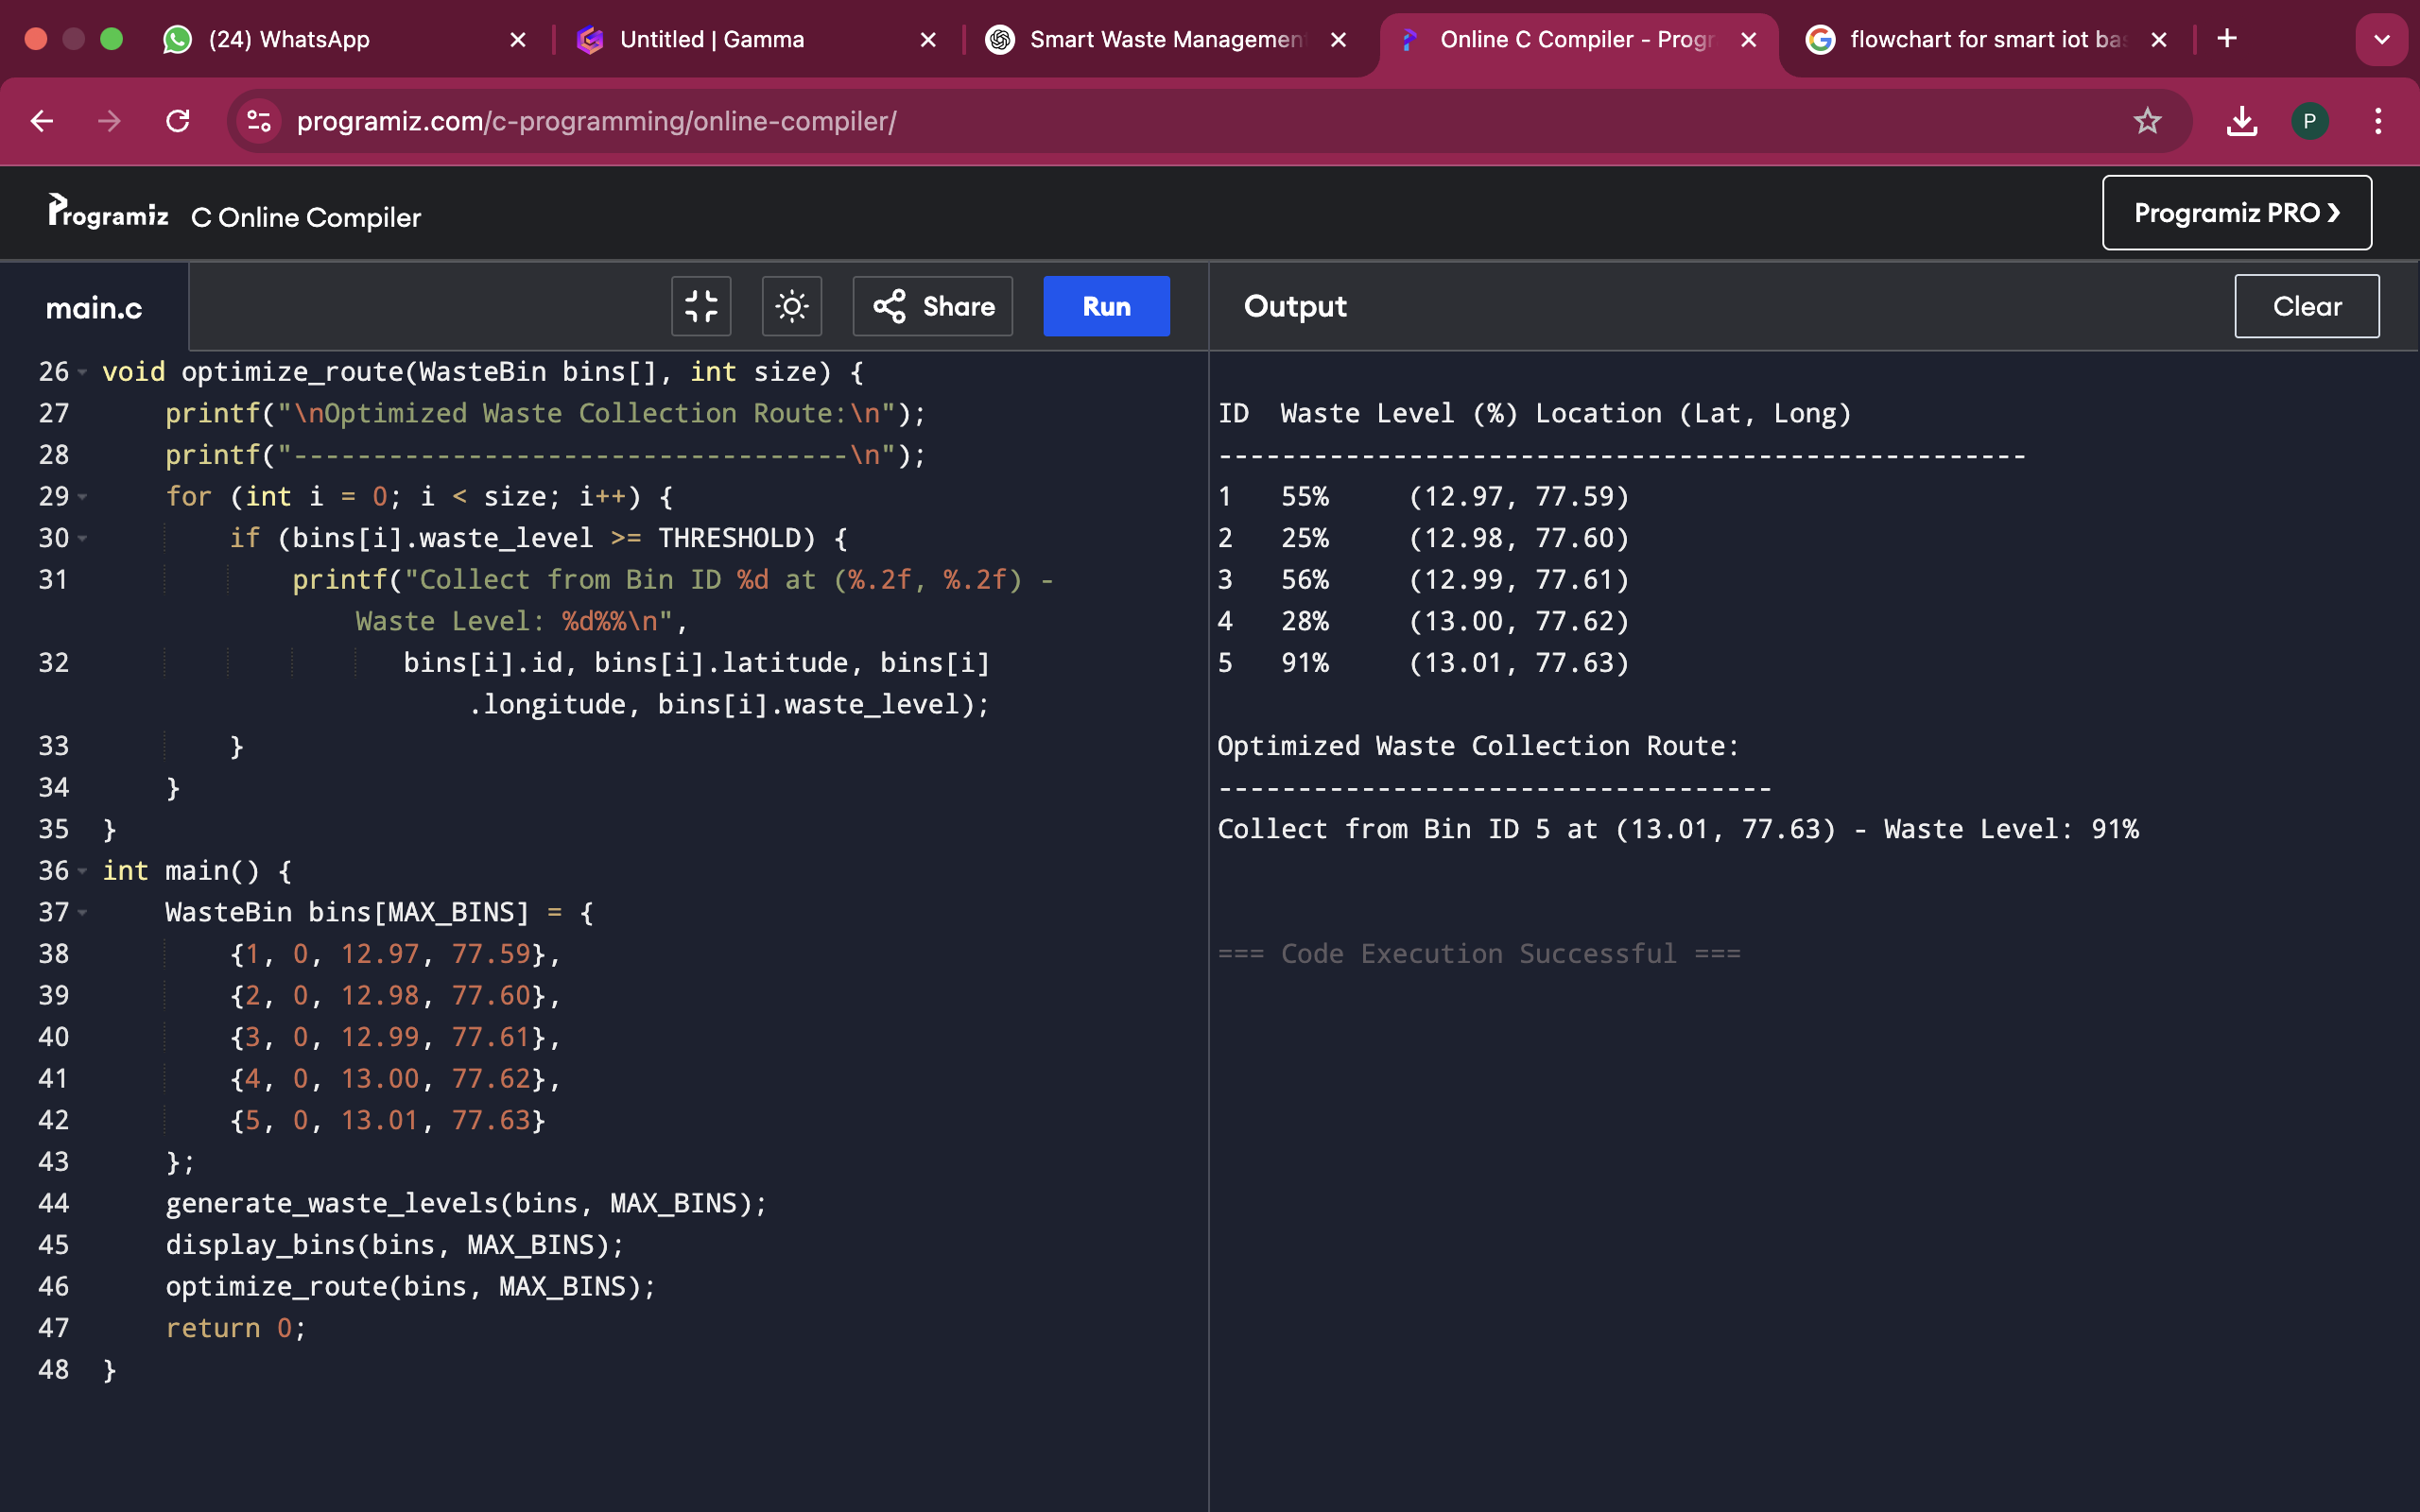 (24) WhatsApp
Untitled | Gamma
Smart Waste Managemen
Online C Compiler - Progr
flowchart for smart iot bas
programiz.com/c-programming/online-compiler/
P
Programiz C Online Compiler
Programiz PRO ❯
main.c
Share
Run
Output
Clear
26 void optimize_route(WasteBin bins[], int size) {
27     printf("\nOptimized Waste Collection Route:\n");
28     printf("-----------------------------------\n");
29     for (int i = 0; i < size; i++) {
30         if (bins[i].waste_level >= THRESHOLD) {
31             printf("Collect from Bin ID %d at (%.2f, %.2f) -
Waste Level: %d%%\n",
32                    bins[i].id, bins[i].latitude, bins[i]
.longitude, bins[i].waste_level);
33         }
34     }
35 }
36 int main() {
37     WasteBin bins[MAX_BINS] = {
38         {1, 0, 12.97, 77.59},
39         {2, 0, 12.98, 77.60},
40         {3, 0, 12.99, 77.61},
41         {4, 0, 13.00, 77.62},
42         {5, 0, 13.01, 77.63}
43     };
44     generate_waste_levels(bins, MAX_BINS);
45     display_bins(bins, MAX_BINS);
46     optimize_route(bins, MAX_BINS);
47     return 0;
48 }
ID  Waste Level (%) Location (Lat, Long)
---------------------------------------------------
1   55%     (12.97, 77.59)
2   25%     (12.98, 77.60)
3   56%     (12.99, 77.61)
4   28%     (13.00, 77.62)
5   91%     (13.01, 77.63)
Optimized Waste Collection Route:
-----------------------------------
Collect from Bin ID 5 at (13.01, 77.63) - Waste Level: 91%
=== Code Execution Successful ===